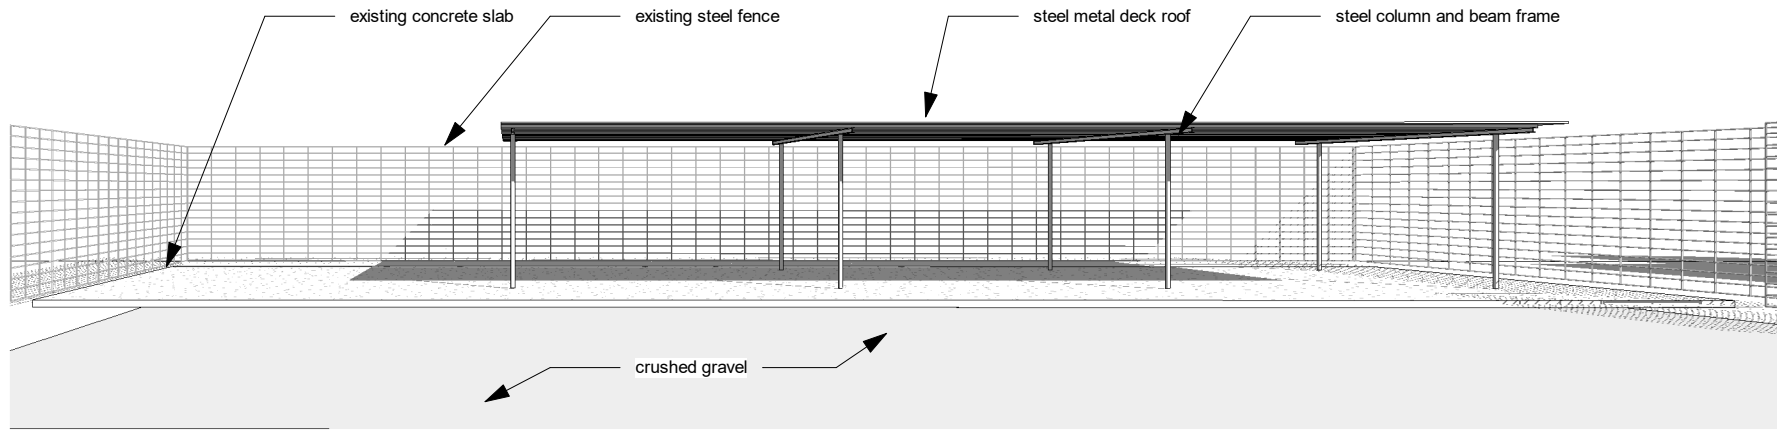 existing concrete slab
existing steel fence
steel metal deck roof
steel column and beam frame
crushed gravel